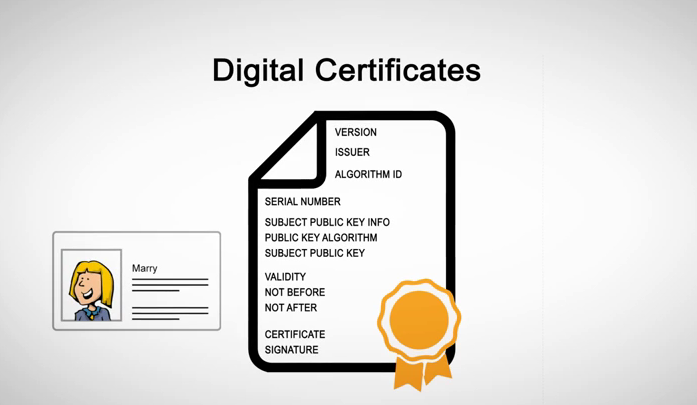 Digital Certificates
VERSION
ISSUER
ALGORITHM ID
SERIAL NUMBER
SUBJECT PUBLIC KEY INFO
PUBLIC KEY ALGORITHM
SUBJECT PUBLIC KEY
VALIDITY
NOT BEFORE
NOT AFTER
CERTIFICATE
SIGNATURE
Marry